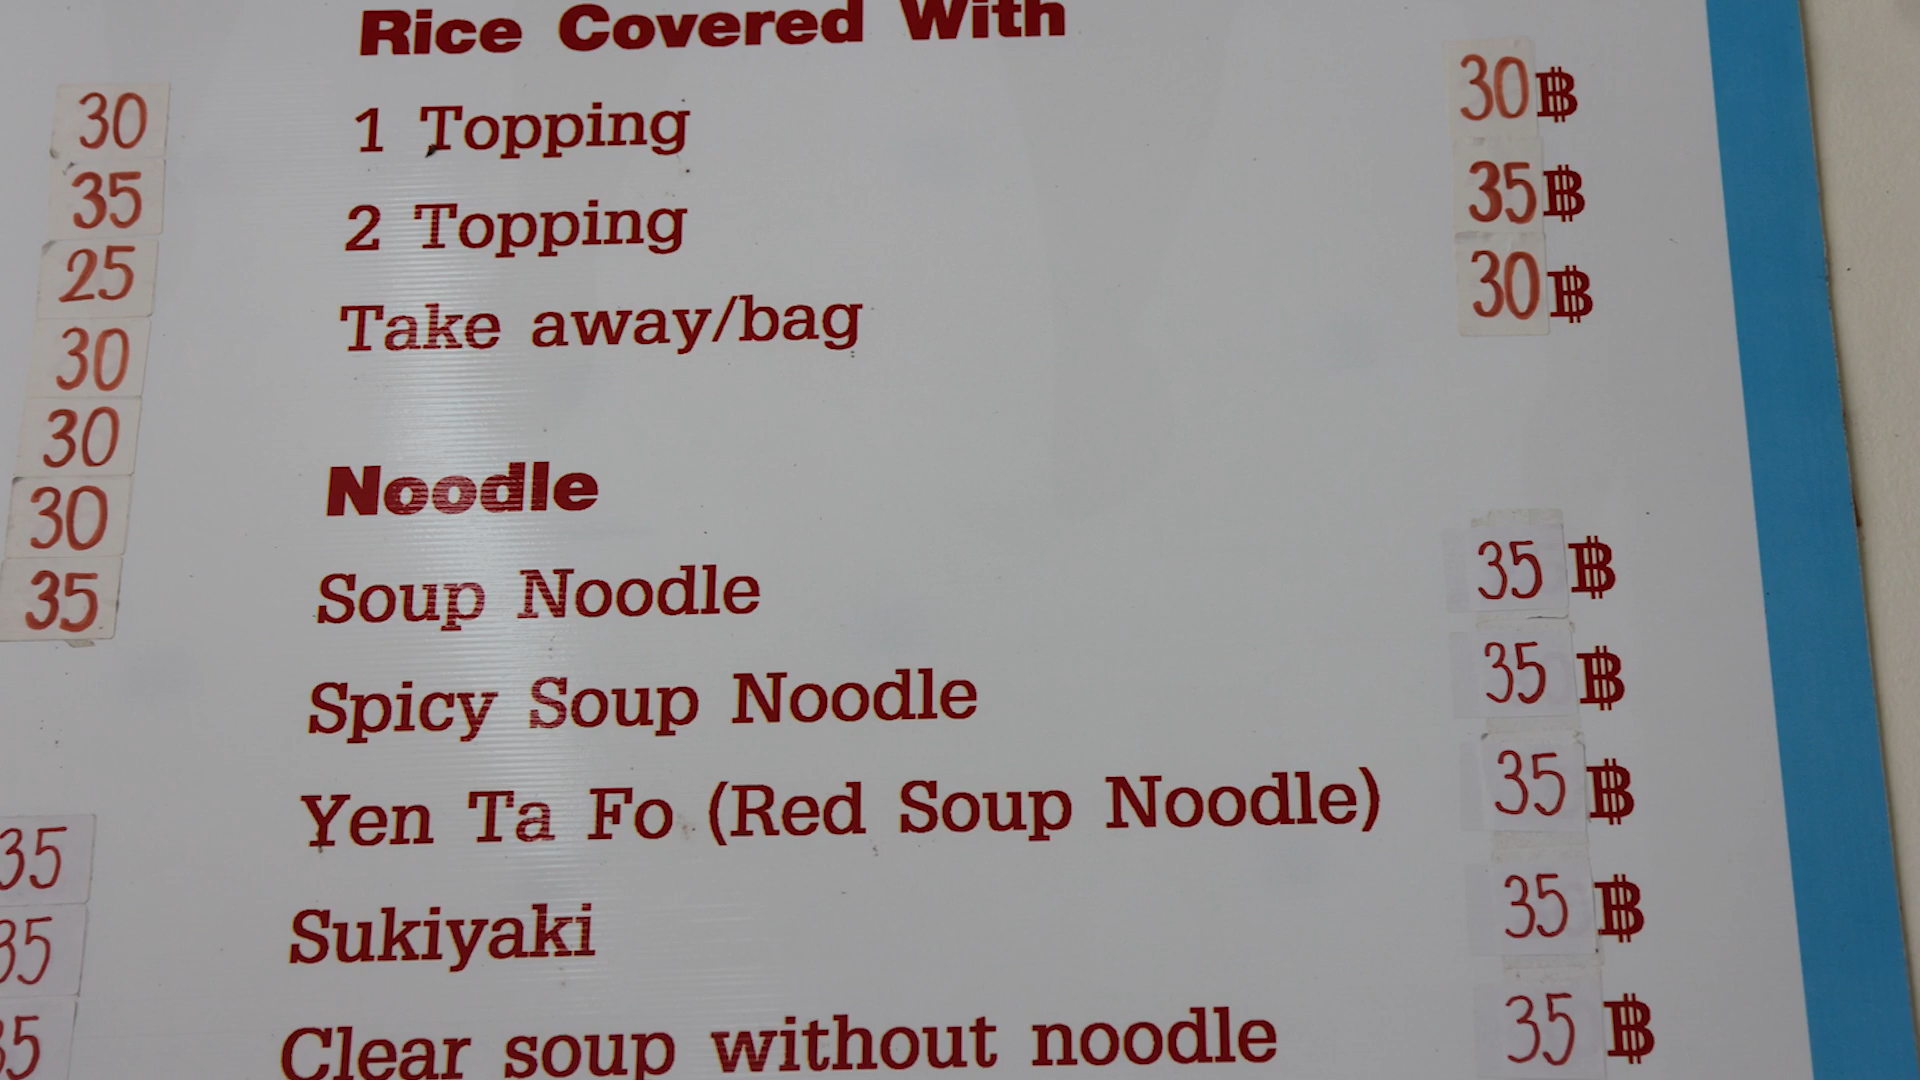 Rice Covered With
1 Topping 30 ฿
2 Topping 35 ฿
Take away/bag 30 ฿
Noodle
Soup Noodle 35 ฿
Spicy Soup Noodle 35 ฿
Yen Ta Fo (Red Soup Noodle) 35 ฿
Sukiyaki 35 ฿
Clear soup without noodle 35 ฿
30
35
25
30
30
30
35
35
35
35